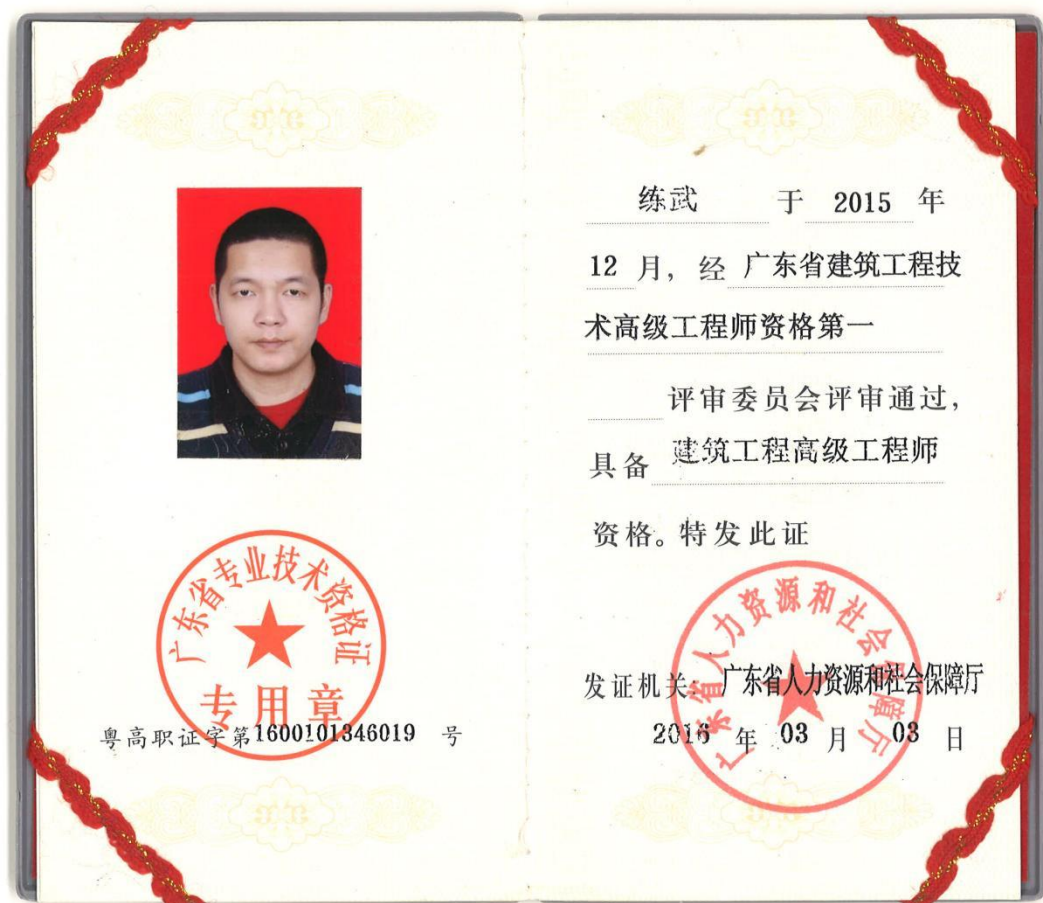 广东省专业技术资格证
专用章
粤高职证字第1600101346019 号
练武 于 2015 年
12 月，经 广东省建筑工程技
术高级工程师资格第一
评审委员会评审通过，
具备 建筑工程高级工程师
资格。特发此证
广东省人力资源和社会保障厅
发证机关：广东省人力资源和社会保障厅
2016 年 03 月 03 日